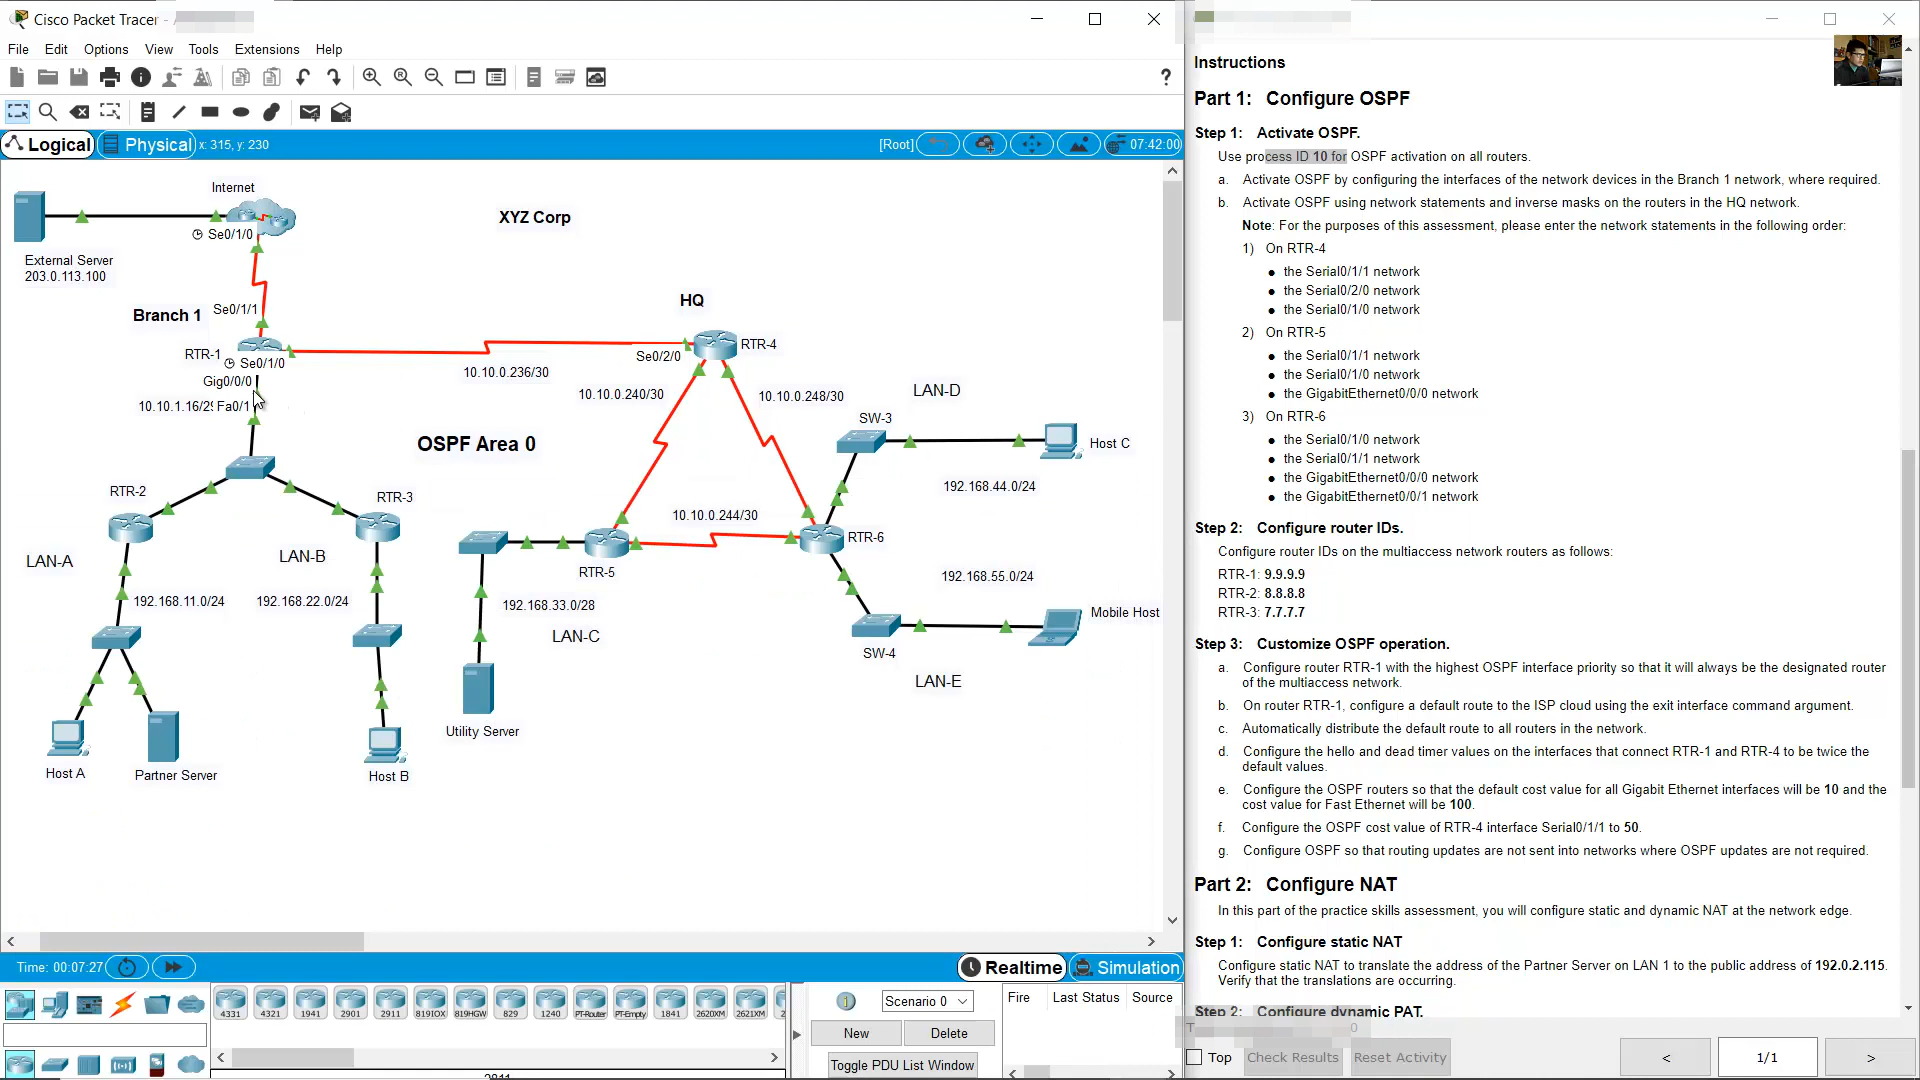 Cisco Packet Tracer -
File Edit Options View Tools Extensions Help
Logical Physical x: 315, y: 230 [Root] 07:42:00
Internet
XYZ Corp
Se0/1/0
External Server
203.0.113.100
HQ
Branch 1
Se0/1/1
RTR-1
Se0/1/0
Gig0/0/0
Se0/2/0
RTR-4
10.10.0.236/30
10.10.0.240/30
10.10.0.248/30
LAN-D
10.10.1.16/29
Fa0/1
SW-3
OSPF Area 0
Host C
RTR-2
RTR-3
192.168.44.0/24
10.10.0.244/30
RTR-6
LAN-A
LAN-B
RTR-5
192.168.55.0/24
192.168.11.0/24
192.168.22.0/24
192.168.33.0/28
Mobile Host
LAN-C
SW-4
LAN-E
Utility Server
Host A
Partner Server
Host B
Time: 00:07:27
Realtime Simulation
4331 4321 1941 2901 2911 819IOX 819HGW 829 1240 PT-Router PT-Empty 1841 2620XM 2621XM 2
Scenario 0
New Delete
Toggle PDU List Window
Fire Last Status Source
2811
Instructions
Part 1: Configure OSPF
Step 1: Activate OSPF.
Use process ID 10 for OSPF activation on all routers.
a. Activate OSPF by configuring the interfaces of the network devices in the Branch 1 network, where required.
b. Activate OSPF using network statements and inverse masks on the routers in the HQ network.
Note: For the purposes of this assessment, please enter the network statements in the following order:
1) On RTR-4
● the Serial0/1/1 network
● the Serial0/2/0 network
● the Serial0/1/0 network
2) On RTR-5
● the Serial0/1/1 network
● the Serial0/1/0 network
● the GigabitEthernet0/0/0 network
3) On RTR-6
● the Serial0/1/0 network
● the Serial0/1/1 network
● the GigabitEthernet0/0/0 network
● the GigabitEthernet0/0/1 network
Step 2: Configure router IDs.
Configure router IDs on the multiaccess network routers as follows:
RTR-1: 9.9.9.9
RTR-2: 8.8.8.8
RTR-3: 7.7.7.7
Step 3: Customize OSPF operation.
a. Configure router RTR-1 with the highest OSPF interface priority so that it will always be the designated router
of the multiaccess network.
b. On router RTR-1, configure a default route to the ISP cloud using the exit interface command argument.
c. Automatically distribute the default route to all routers in the network.
d. Configure the hello and dead timer values on the interfaces that connect RTR-1 and RTR-4 to be twice the
default values.
e. Configure the OSPF routers so that the default cost value for all Gigabit Ethernet interfaces will be 10 and the
cost value for Fast Ethernet will be 100.
f. Configure the OSPF cost value of RTR-4 interface Serial0/1/1 to 50.
g. Configure OSPF so that routing updates are not sent into networks where OSPF updates are not required.
Part 2: Configure NAT
In this part of the practice skills assessment, you will configure static and dynamic NAT at the network edge.
Step 1: Configure static NAT
Configure static NAT to translate the address of the Partner Server on LAN 1 to the public address of 192.0.2.115.
Verify that the translations are occurring.
Step 2: Configure dynamic PAT.
Top Check Results Reset Activity < 1/1 >